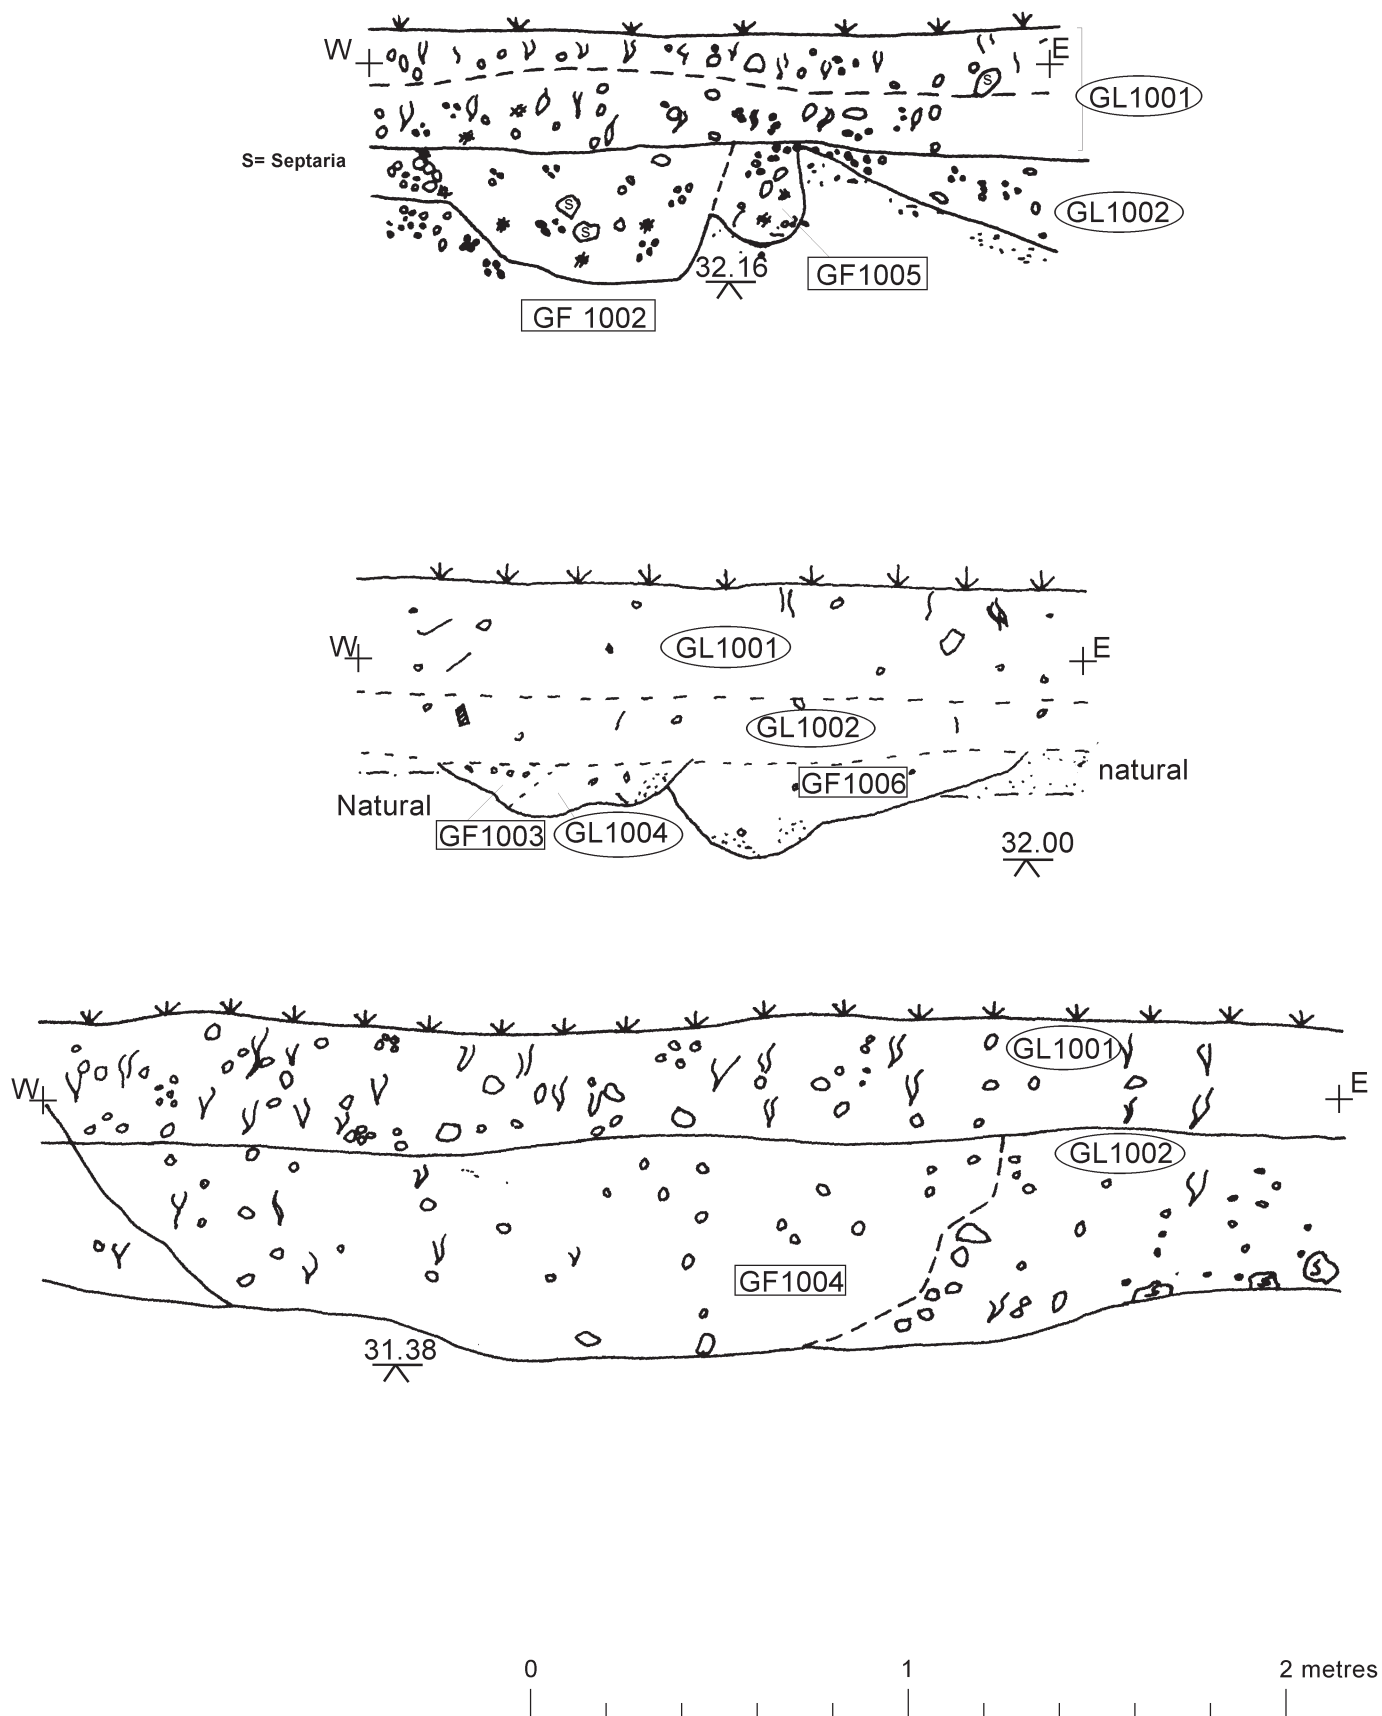 W
E
GL1001
S= Septaria
S
S
S
GL1002
32.16
GF1005
GF 1002
W
GL1001
E
GL1002
natural
Natural
GF1006
GF1003
GL1004
32.00
GL1001
W
E
GL1002
GF1004
S
S
S
31.38
0 1 2 metres